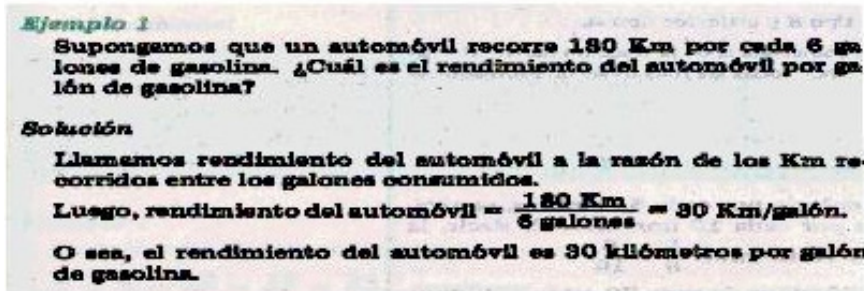 Ejemplo 1
Supongamos que un automóvil recorre 180 Km por cada 6 ga
lones de gasolina. ¿Cuál es el rendimiento del automóvil por ga
lón de gasolina?
Solución
Llamemos rendimiento del automóvil a la razón de los Km re-
corridos entre los galones consumidos.
Luego, rendimiento del automóvil = 180 Km / 6 galones = 30 Km/galón.
O sea, el rendimiento del automóvil es 30 kilómetros por galón
de gasolina.